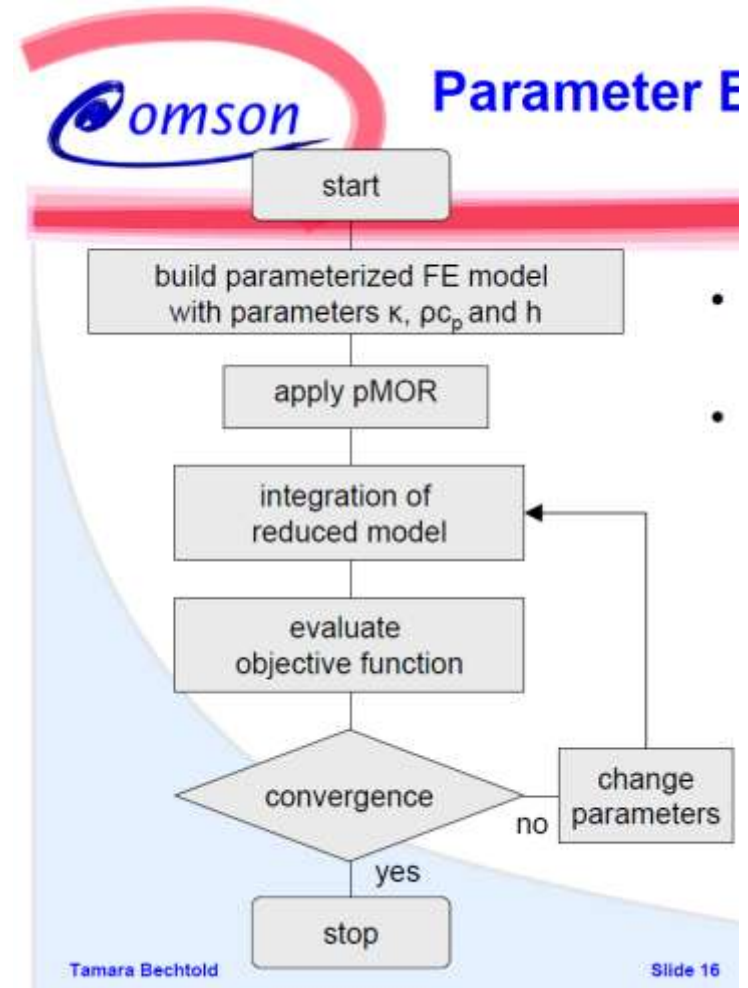 Comson
Parameter E
start
build parameterized FE model
with parameters κ, ρcₚ and h
•
apply pMOR
•
integration of
reduced model
evaluate
objective function
convergence
no
change
parameters
yes
stop
Tamara Bechtold
Slide 16